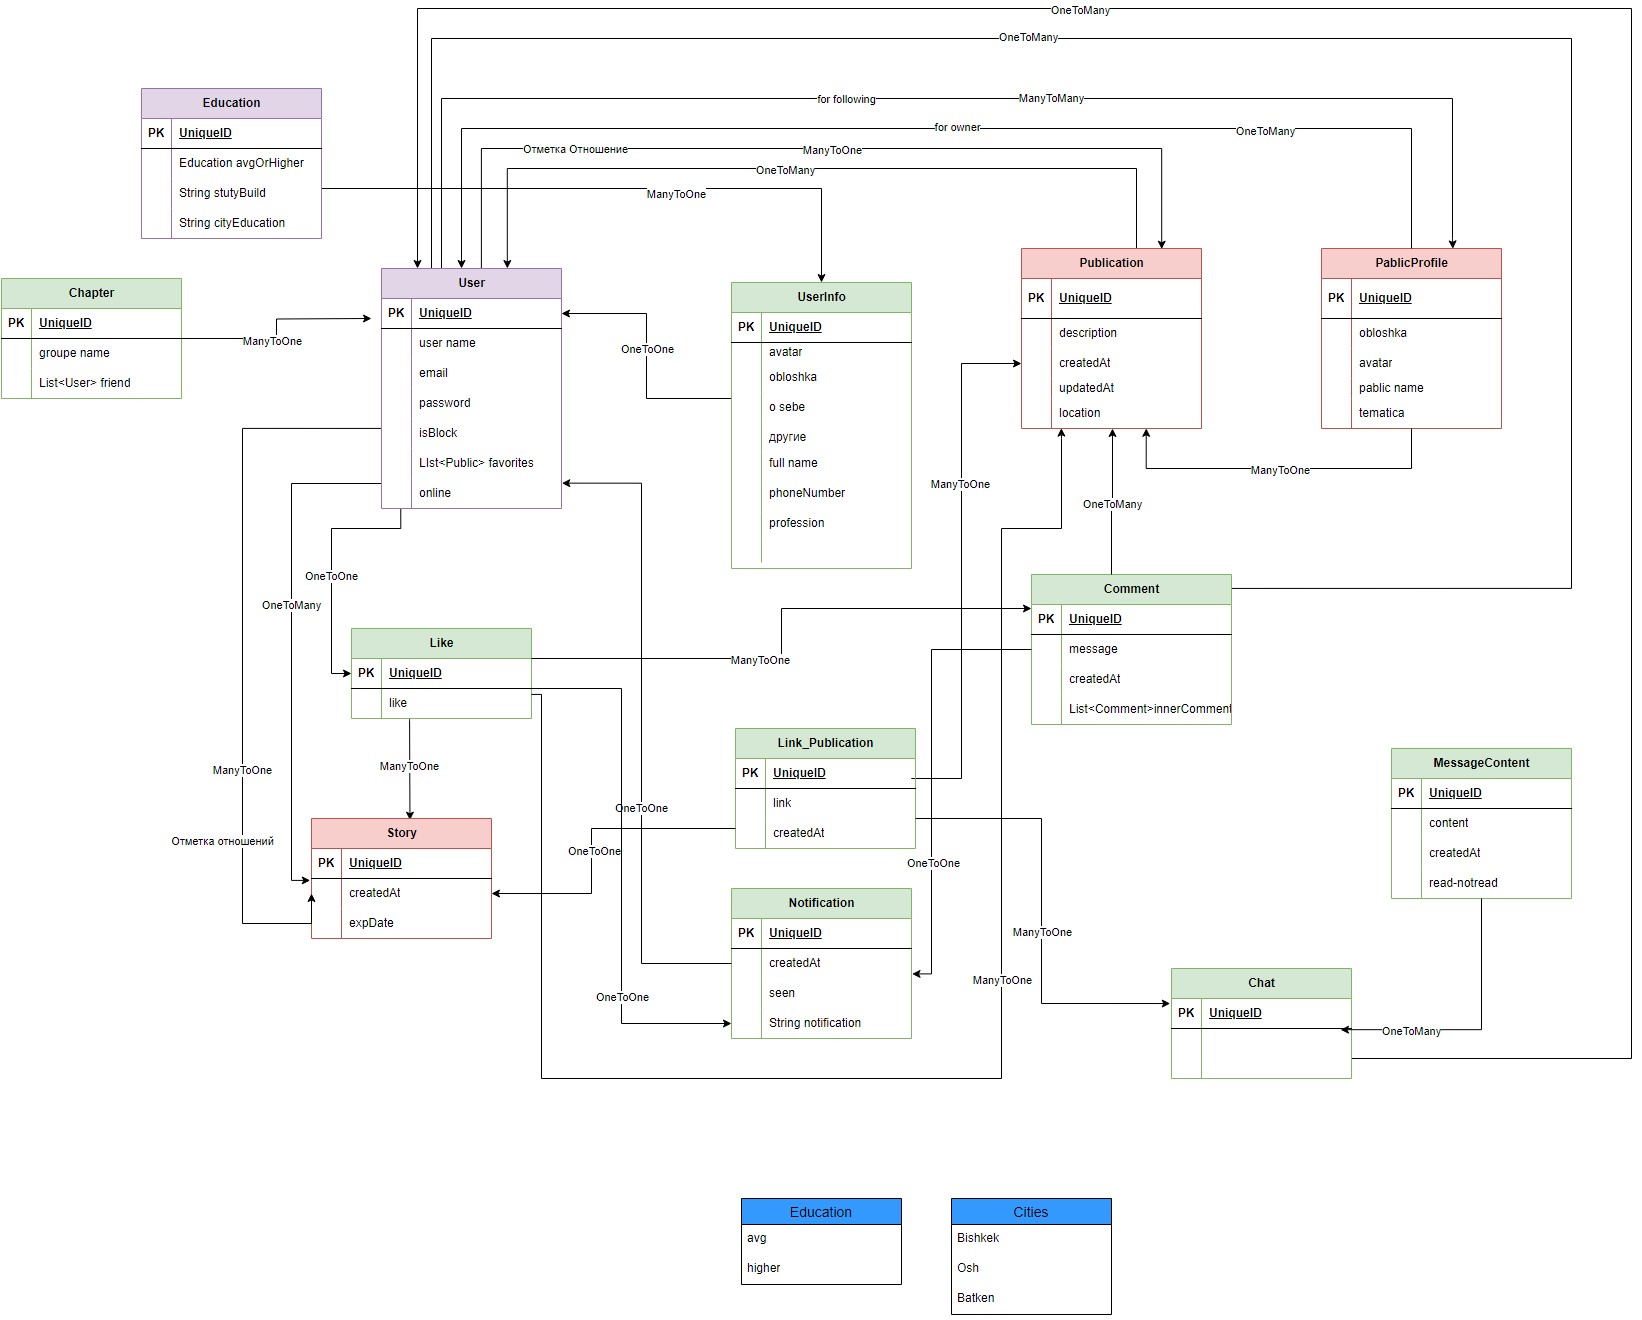 OneToMany
OneToMany
for following
ManyToMany
for owner
OneToMany
Отметка Отношение
ManyToOne
OneToMany
ManyToOne
Education
PK UniqueID
Education avgOrHigher
String stutyBuild
String cityEducation
Chapter
PK UniqueID
groupe name
List<User> friend
ManyToOne
User
PK UniqueID
user name
email
password
isBlock
LIst<Public> favorites
online
OneToOne
UserInfo
PK UniqueID
avatar
obloshka
o sebe
другие
full name
phoneNumber
profession
Publication
PK UniqueID
description
createdAt
updatedAt
location
PablicProfile
PK UniqueID
obloshka
avatar
pablic name
tematica
ManyToOne
ManyToOne
OneToMany
OneToOne
OneToMany
Comment
PK UniqueID
message
createdAt
List<Comment>innerComment
Like
PK UniqueID
like
ManyToOne
ManyToOne
ManyToOne
Отметка отношений
Story
PK UniqueID
createdAt
expDate
Link_Publication
PK UniqueID
link
createdAt
OneToOne
OneToOne
OneToOne
Notification
PK UniqueID
createdAt
seen
String notification
OneToOne
ManyToOne
ManyToOne
MessageContent
PK UniqueID
content
createdAt
read-notread
Chat
PK UniqueID
OneToMany
Education
avg
higher
Cities
Bishkek
Osh
Batken